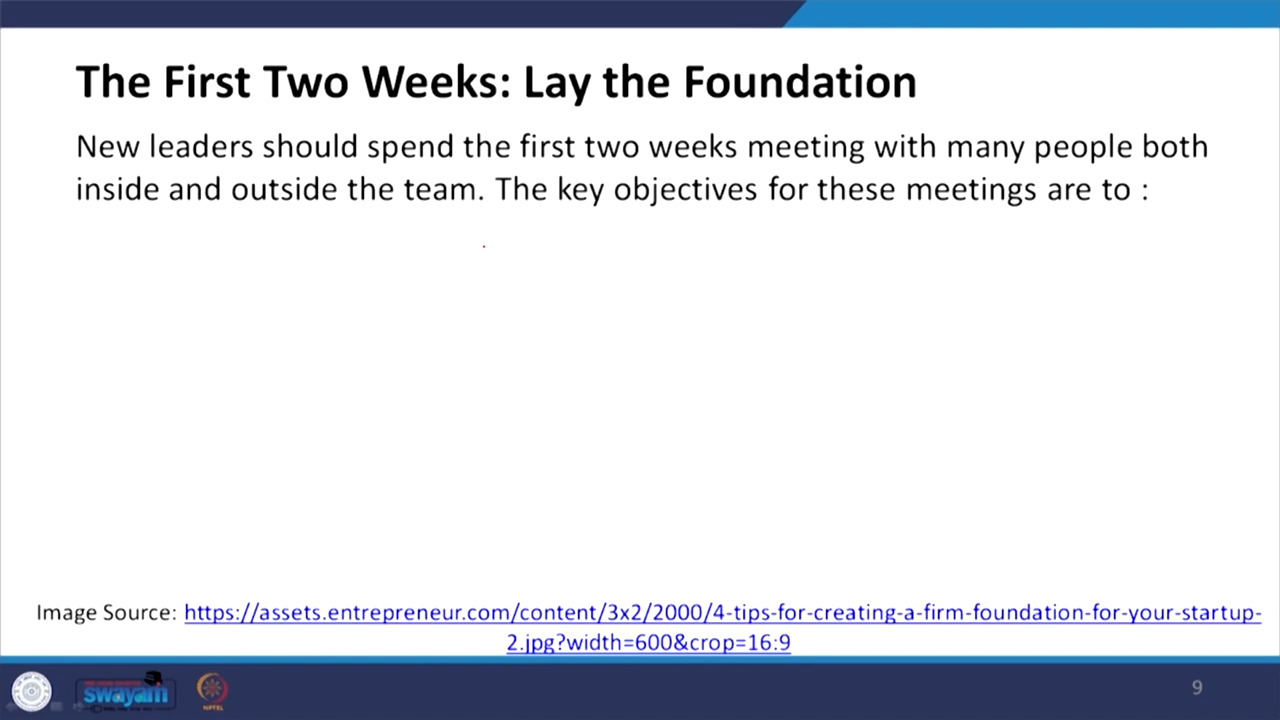 The First Two Weeks: Lay the Foundation
New leaders should spend the first two weeks meeting with many people both
inside and outside the team. The key objectives for these meetings are to :
Image Source: https://assets.entrepreneur.com/content/3x2/2000/4-tips-for-creating-a-firm-foundation-for-your-startup-
2.jpg?width=600&crop=16:9
swayam
NPTEL
9